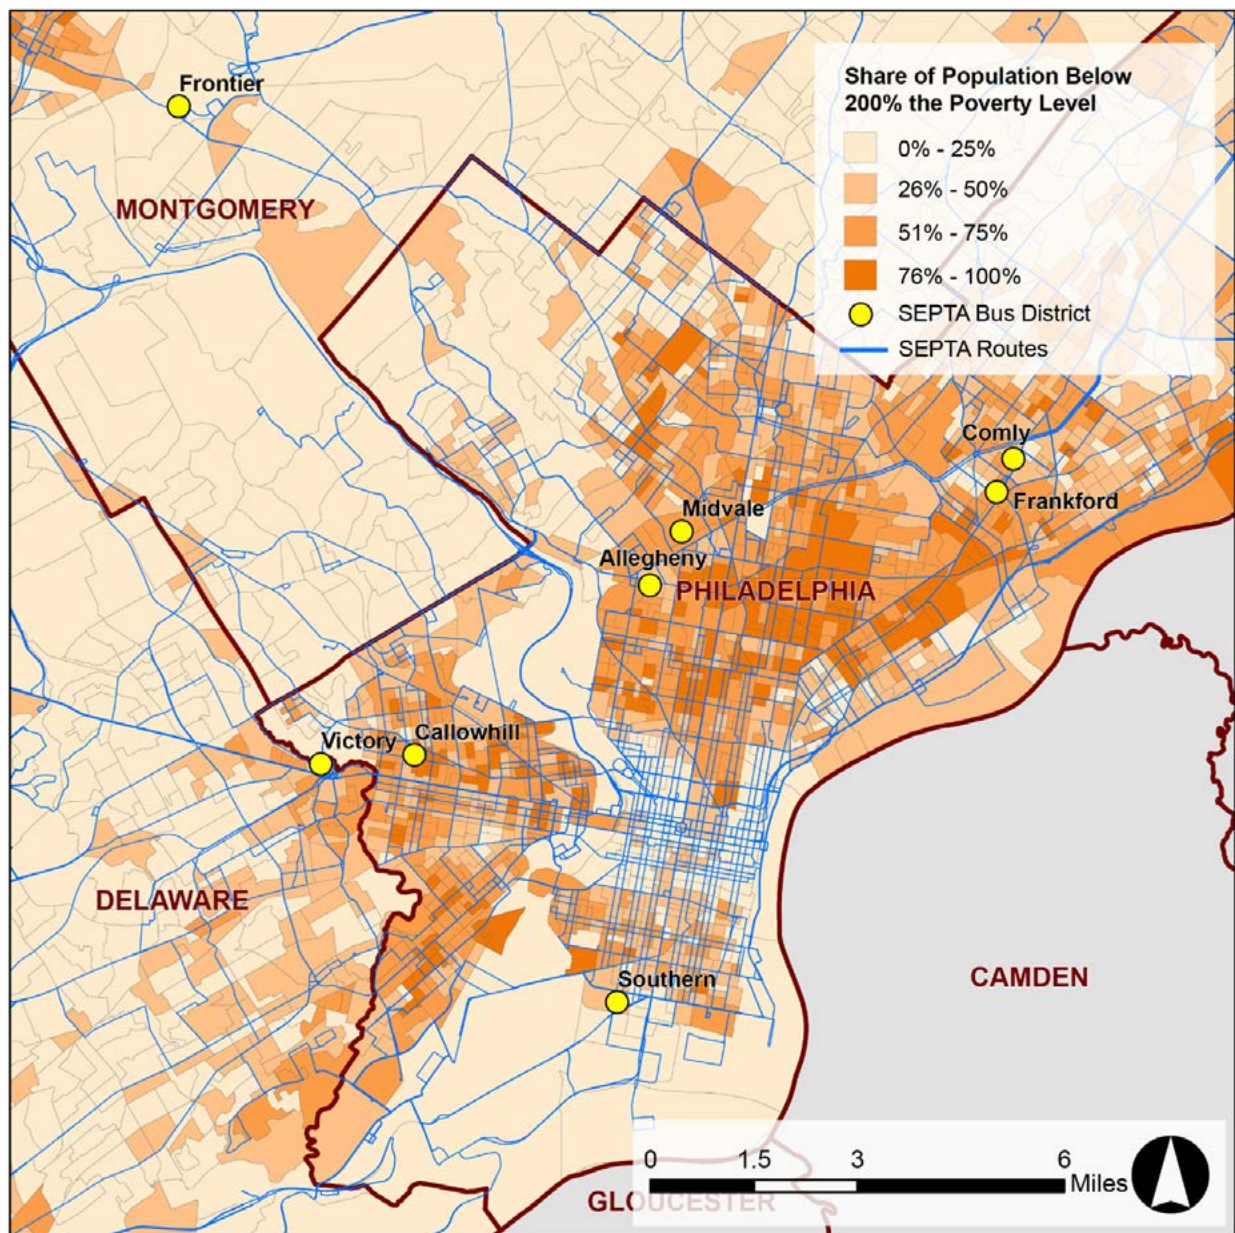 Frontier
Share of Population Below
200% the Poverty Level
0% - 25%
26% - 50%
51% - 75%
76% - 100%
SEPTA Bus District
SEPTA Routes
MONTGOMERY
Comly
Frankford
Midvale
Allegheny
PHILADELPHIA
Victory
Callowhill
DELAWARE
Southern
CAMDEN
0 1.5 3 6
Miles
GLOUCESTER